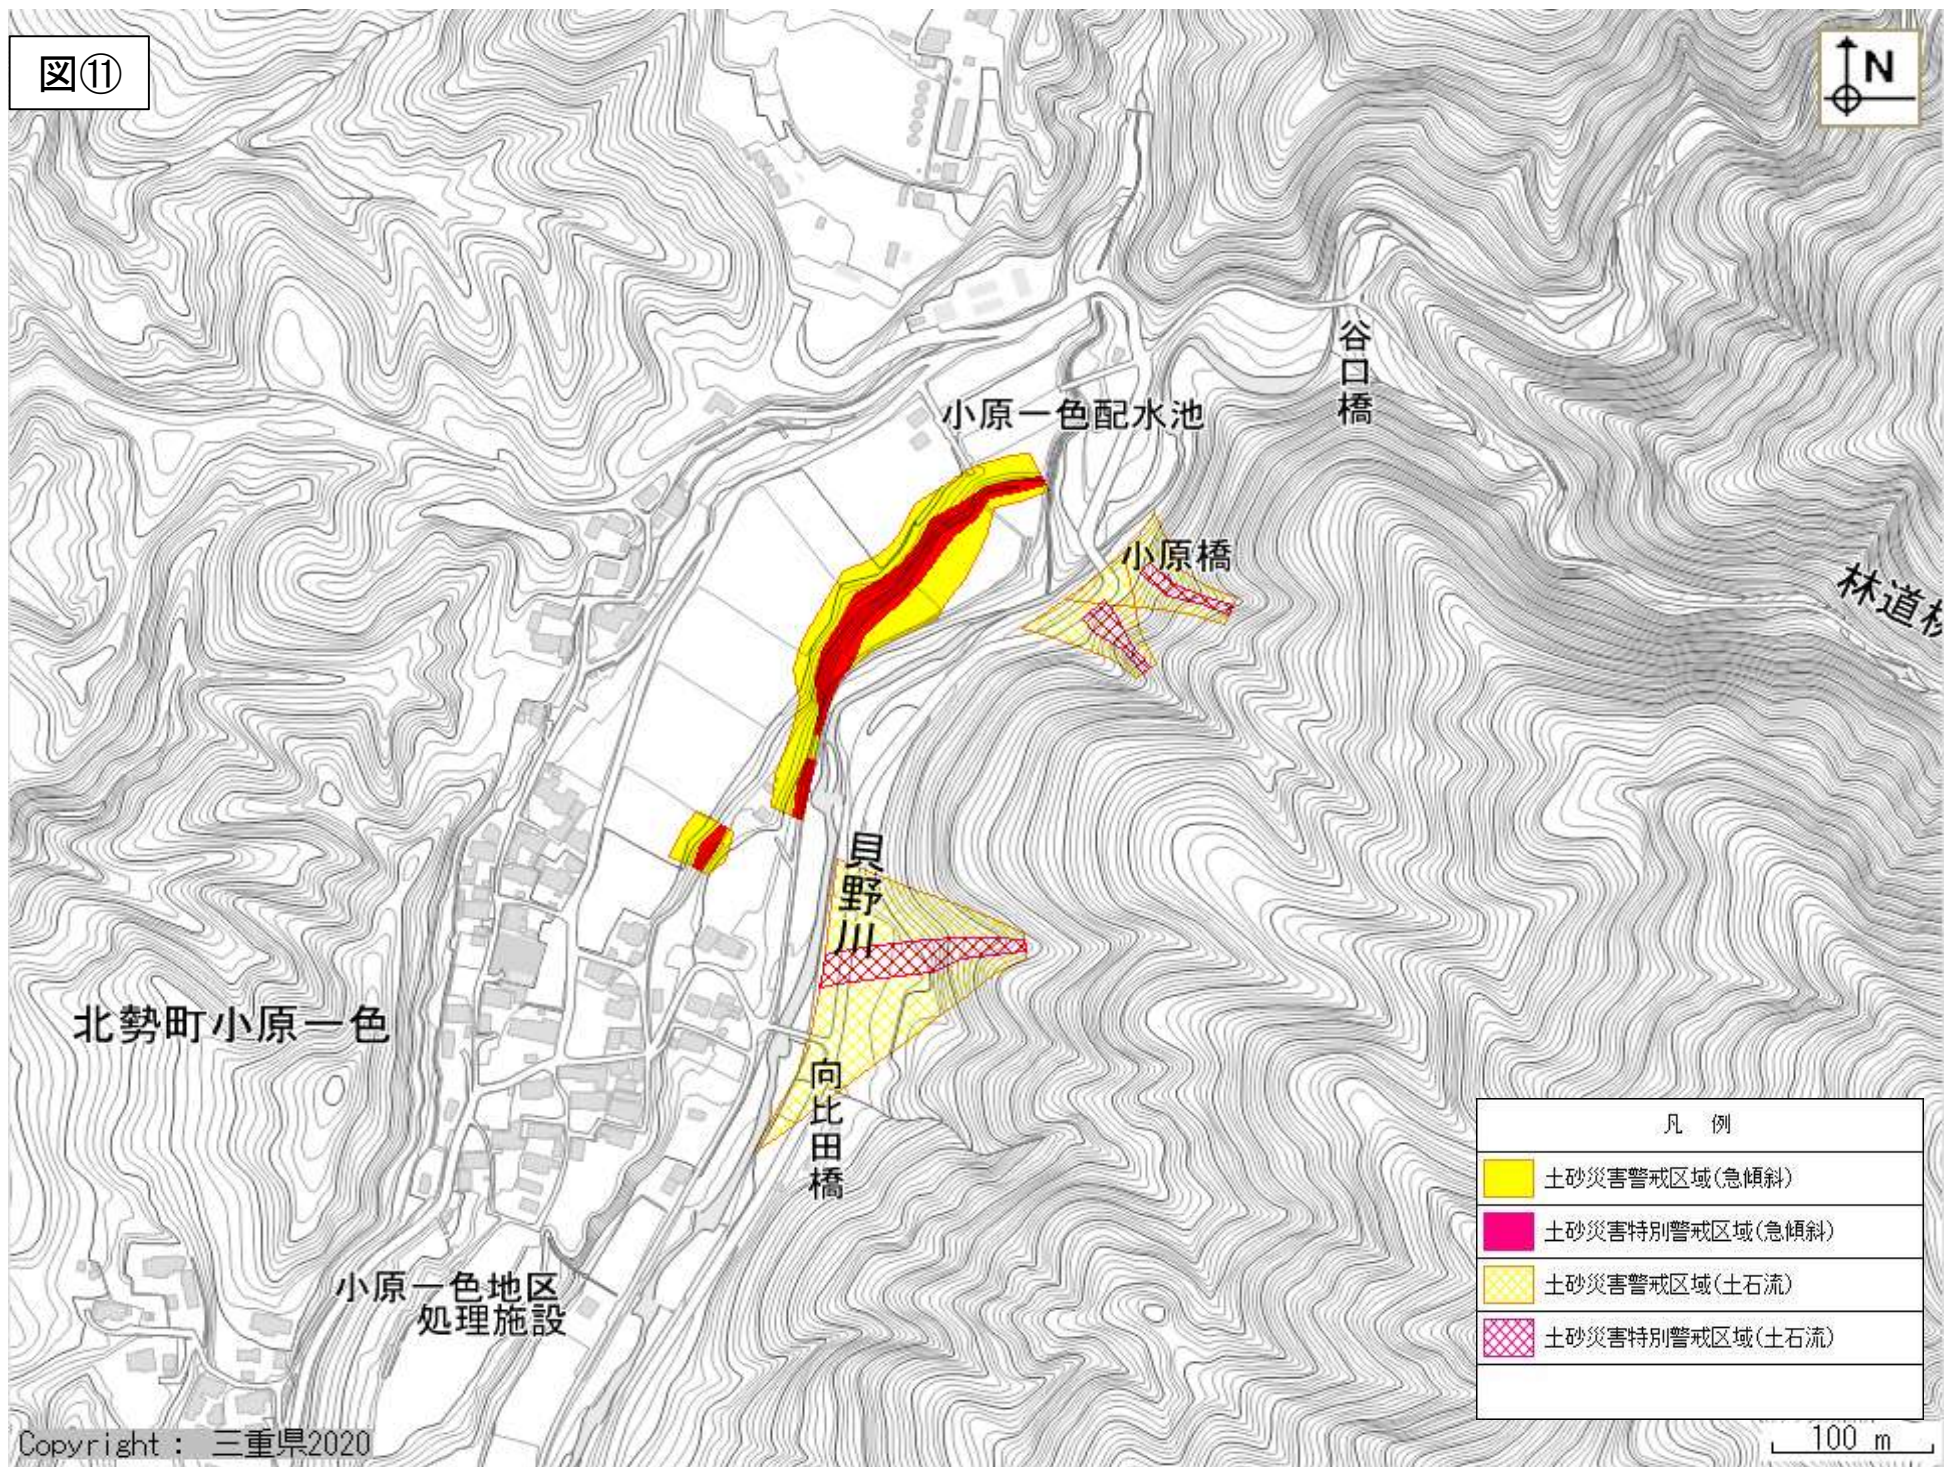 図⑪
N
谷口橋
小原一色配水池
小原橋
林道
貝野川
北勢町小原一色
向比田橋
小原一色地区
処理施設
凡 例
土砂災害警戒区域(急傾斜)
土砂災害特別警戒区域(急傾斜)
土砂災害警戒区域(土石流)
土砂災害特別警戒区域(土石流)
100 m
Copyright： 三重県2020